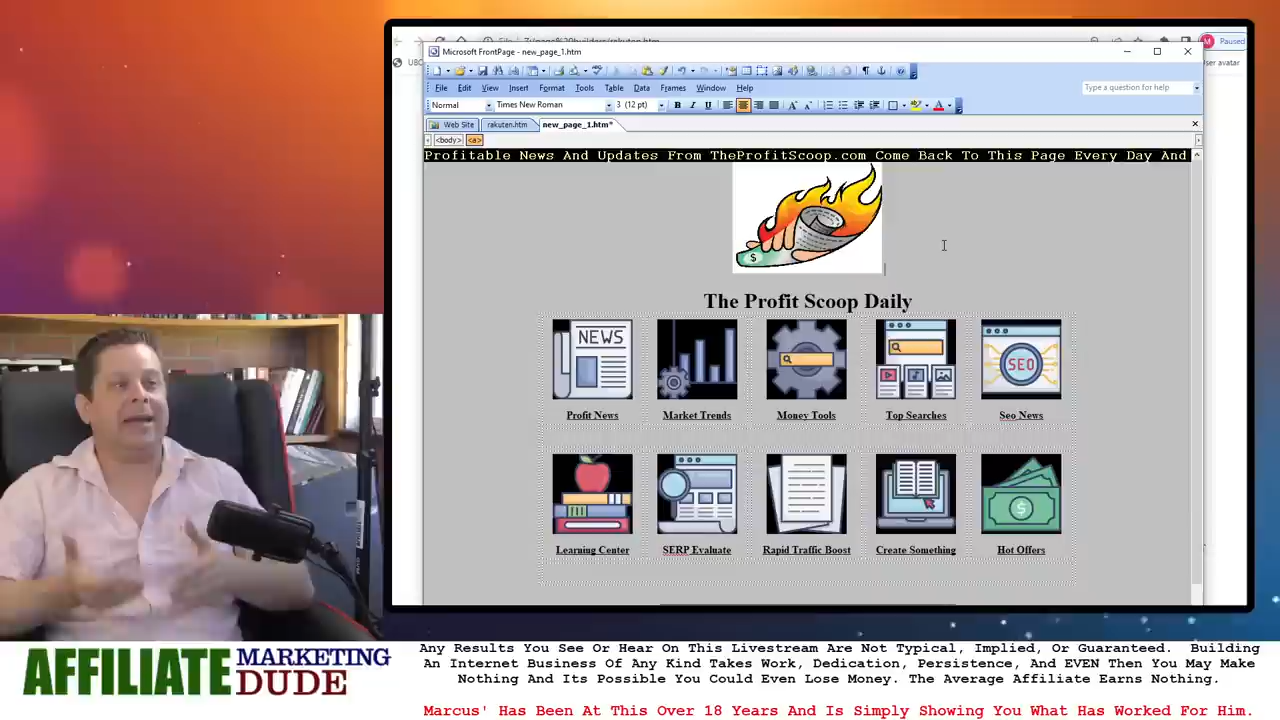 Microsoft FrontPage - new_page_1.htm
Paused
File Edit View Insert Format Tools Table Data Frames Window Help
Type a question for help
Normal Times New Roman 3 (12 pt) B I U
Web Site rakuten.htm new_page_1.htm*
<body> <a>
Profitable News And Updates From TheProfitScoop.com Come Back To This Page Every Day And
$
The Profit Scoop Daily
NEWS SEO
Profit News Market Trends Money Tools Top Searches Seo News
$
Learning Center SERP Evaluate Rapid Traffic Boost Create Something Hot Offers
AFFILIATE MARKETING DUDE
Any Results You See Or Hear On This Livestream Are Not Typical, Implied, Or Guaranteed. Building
An Internet Business Of Any Kind Takes Work, Dedication, Persistence, And EVEN Then You May Make
Nothing And Its Possible You Could Even Lose Money. The Average Affiliate Earns Nothing.
Marcus' Has Been At This Over 18 Years And Is Simply Showing You What Has Worked For Him.